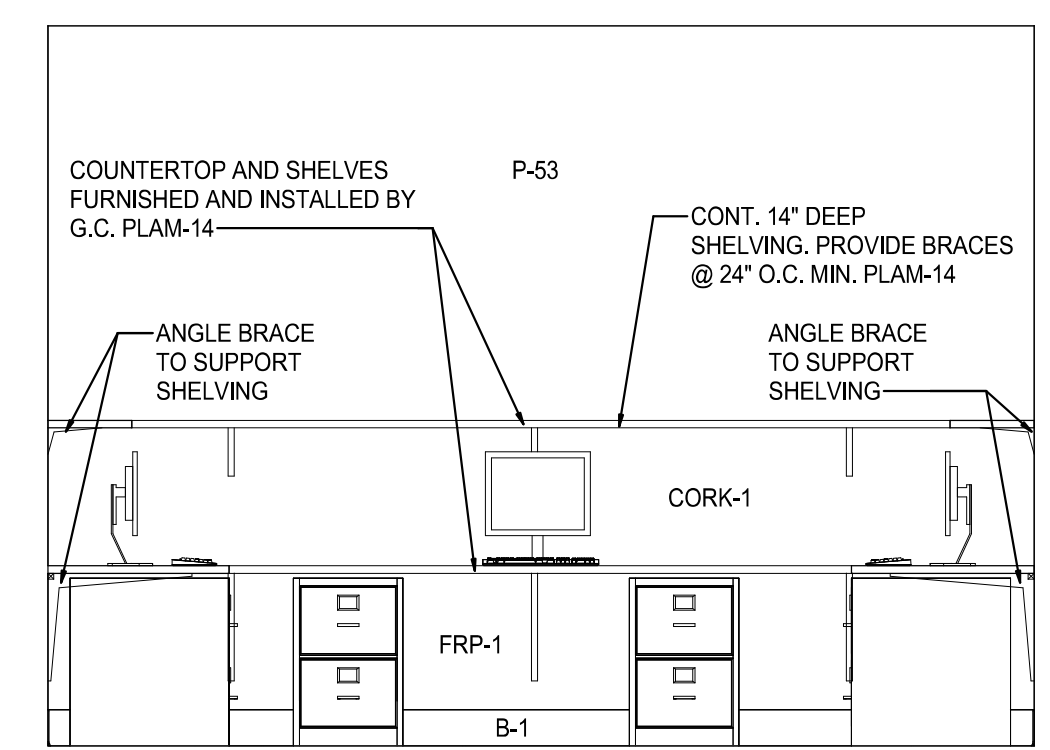 COUNTERTOP AND SHELVES
FURNISHED AND INSTALLED BY
G.C. PLAM-14
P-53
CONT. 14" DEEP
SHELVING. PROVIDE BRACES
@ 24" O.C. MIN. PLAM-14
ANGLE BRACE
TO SUPPORT
SHELVING
ANGLE BRACE
TO SUPPORT
SHELVING
CORK-1
FRP-1
B-1